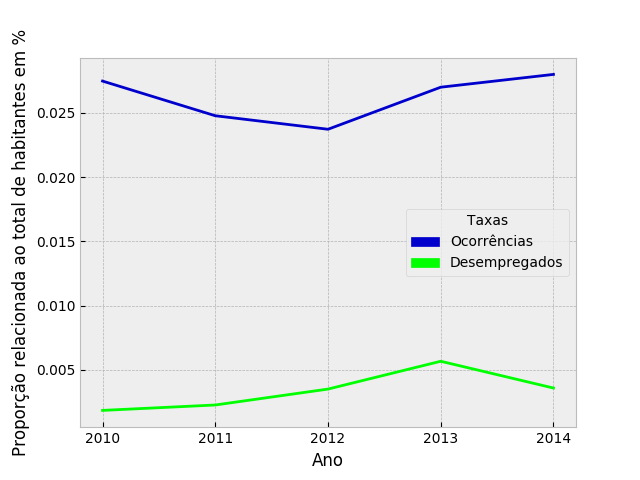 Proporção relacionada ao total de habitantes em %
0.025
0.020
0.015
0.010
0.005
Taxas
Ocorrências
Desempregados
2010 2011 2012 2013 2014
Ano